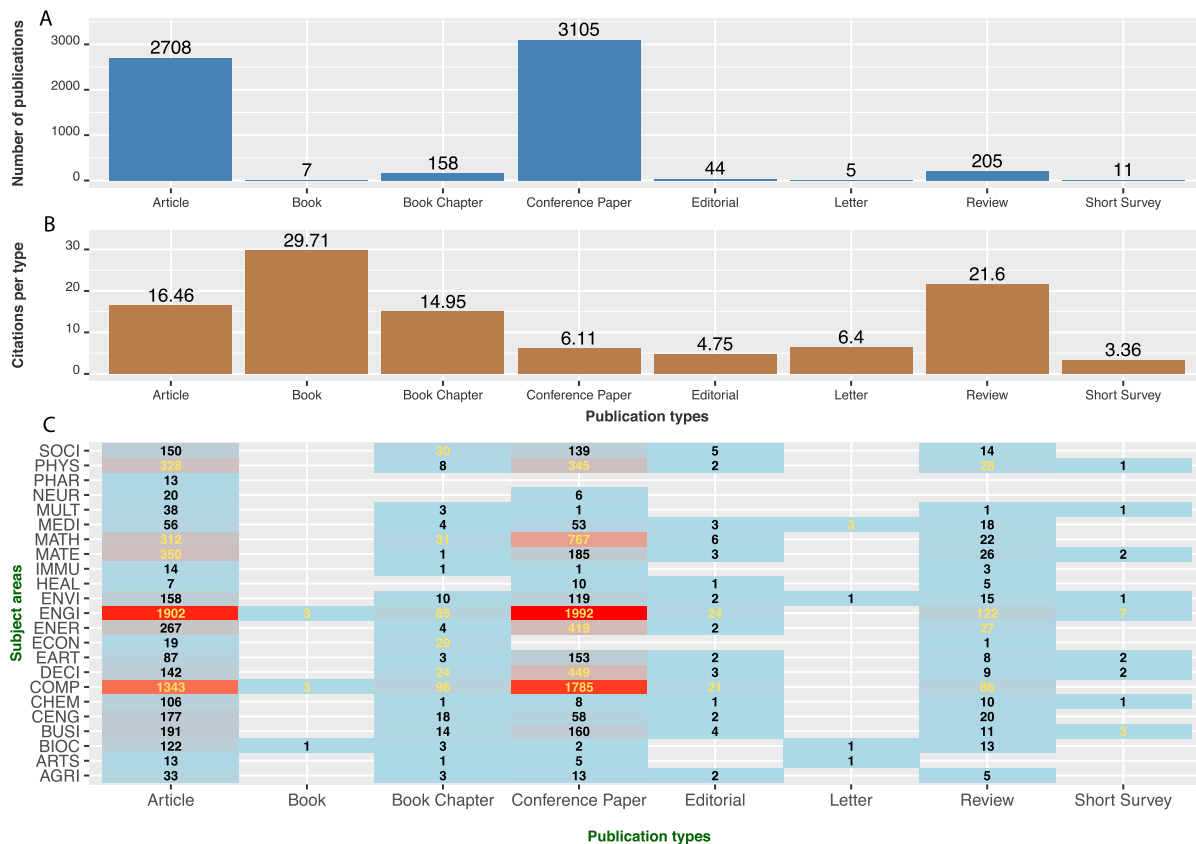 A
Number of publications
3000
2000
1000
0
2708
7
158
3105
44
5
205
11
Article Book Book Chapter Conference Paper Editorial Letter Review Short Survey
B
Citations per type
30
20
10
0
16.46
29.71
14.95
6.11
4.75
6.4
21.6
3.36
Article Book Book Chapter Conference Paper Editorial Letter Review Short Survey
Publication types
C
Subject areas
SOCI 150 30 139 5 14
PHYS 328 8 345 2 28 1
PHAR 13
NEUR 20 6
MULT 38 3 1 1 1
MEDI 56 4 53 3 3 18
MATH 312 31 767 6 22
MATE 350 1 185 3 26 2
IMMU 14 1 1 3
HEAL 7 10 1 5
ENVI 158 10 119 2 1 15 1
ENGI 1902 3 85 1992 24 122 7
ENER 267 4 419 2 27
ECON 19 29 1
EART 87 3 153 2 8 2
DECI 142 24 449 3 9 2
COMP 1343 3 96 1785 21 86
CHEM 106 1 8 1 10 1
CENG 177 18 58 2 20
BUSI 191 14 160 4 11 3
BIOC 122 1 3 2 1 13
ARTS 13 1 5 1
AGRI 33 3 13 2 5
Article Book Book Chapter Conference Paper Editorial Letter Review Short Survey
Publication types